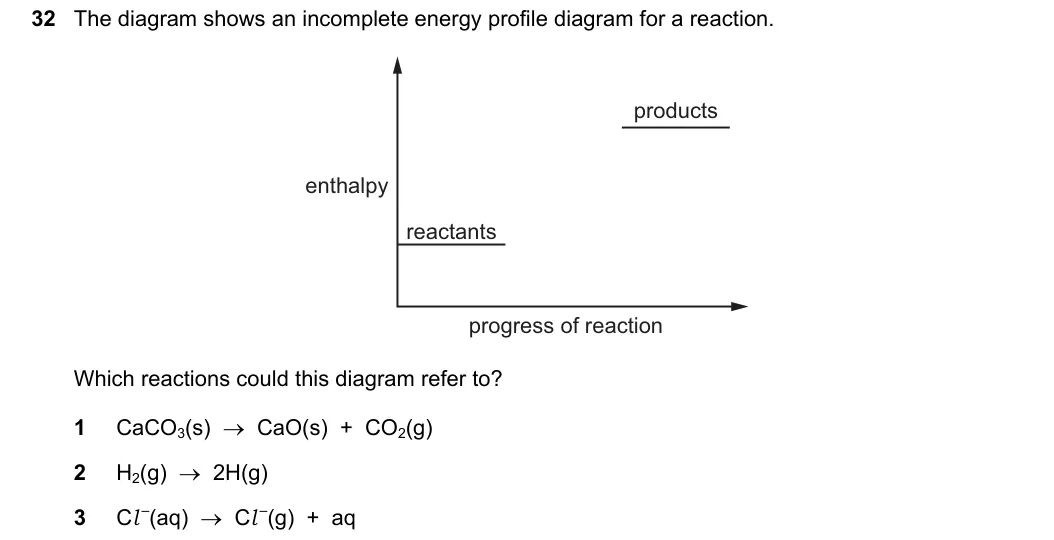 32 The diagram shows an incomplete energy profile diagram for a reaction.
products
enthalpy
reactants
progress of reaction
Which reactions could this diagram refer to?
1 CaCO₃(s) → CaO(s) + CO₂(g)
2 H₂(g) → 2H(g)
3 Cl⁻(aq) → Cl⁻(g) + aq